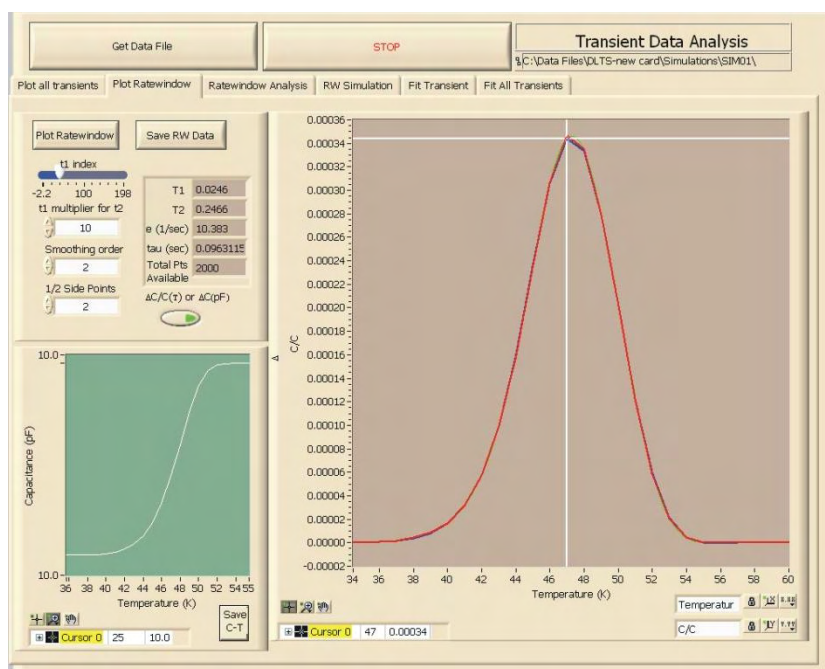 Get Data File
STOP
Transient Data Analysis
C:\Data Files\DLTS-new card\Simulations\SIM01\
Plot all transients Plot Ratewindow Ratewindow Analysis RW Simulation Fit Transient Fit All Transients
Plot Ratewindow Save RW Data
t1 index
-2.2 100 198
t1 multiplier for t2
10
Smoothing order
2
1/2 Side Points
2
T1 0.0246
T2 0.2466
e (1/sec) 10.383
tau (sec) 0.0963115
Total Pts Available 2000
ΔC/C(τ) or ΔC(pF)
10.0
Capacitance (pF)
10.0
36 38 40 42 44 46 48 50 52 54 55
Temperature (K)
Save
C-T
Cursor 0 25 10.0
0.00036
0.00034
0.00032
0.00030
0.00028
0.00026
0.00024
0.00022
0.00020
0.00018
0.00016
0.00014
0.00012
0.00010
0.00008
0.00006
0.00004
0.00002
0.00000
-0.00002
Δ C/C
34 36 38 40 42 44 46 48 50 52 54 56 58 60
Temperature (K)
Cursor 0 47 0.00034
Temperatur
C/C